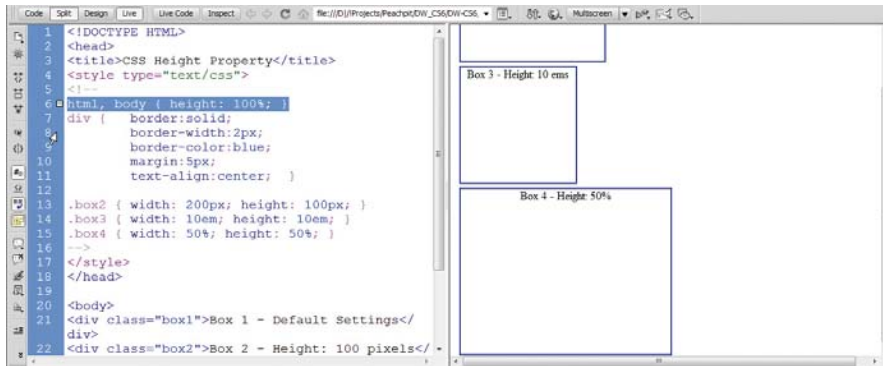 Code Split Design Live Live Code Inspect file:///D|/!Projects/Peachpit/DW_CS6/DW-CS6, Multiscreen
1 <!DOCTYPE HTML>
2 <head>
3 <title>CSS Height Property</title>
4 <style type="text/css">
5 <!--
6 html, body { height: 100%; }
7 div { border:solid;
8 border-width:2px;
9 border-color:blue;
10 margin:5px;
11 text-align:center; }
12
13 .box2 { width: 200px; height: 100px; }
14 .box3 { width: 10em; height: 10em; }
15 .box4 { width: 50%; height: 50%; }
16 -->
17 </style>
18 </head>
19
20 <body>
21 <div class="box1">Box 1 - Default Settings</
div>
22 <div class="box2">Box 2 - Height: 100 pixels</
Box 3 - Height: 10 ems
Box 4 - Height: 50%